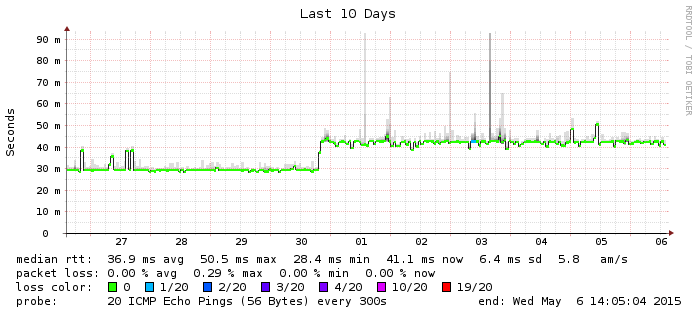 Last 10 Days
RRDTOOL / TOBI OETIKER
Seconds
90 m
80 m
70 m
60 m
50 m
40 m
30 m
20 m
10 m
0
27 28 29 30 01 02 03 04 05 06
median rtt: 36.9 ms avg 50.5 ms max 28.4 ms min 41.1 ms now 6.4 ms sd 5.8 am/s
packet loss: 0.00 % avg 0.29 % max 0.00 % min 0.00 % now
loss color: 0 1/20 2/20 3/20 4/20 10/20 19/20
probe: 20 ICMP Echo Pings (56 Bytes) every 300s end: Wed May 6 14:05:04 2015